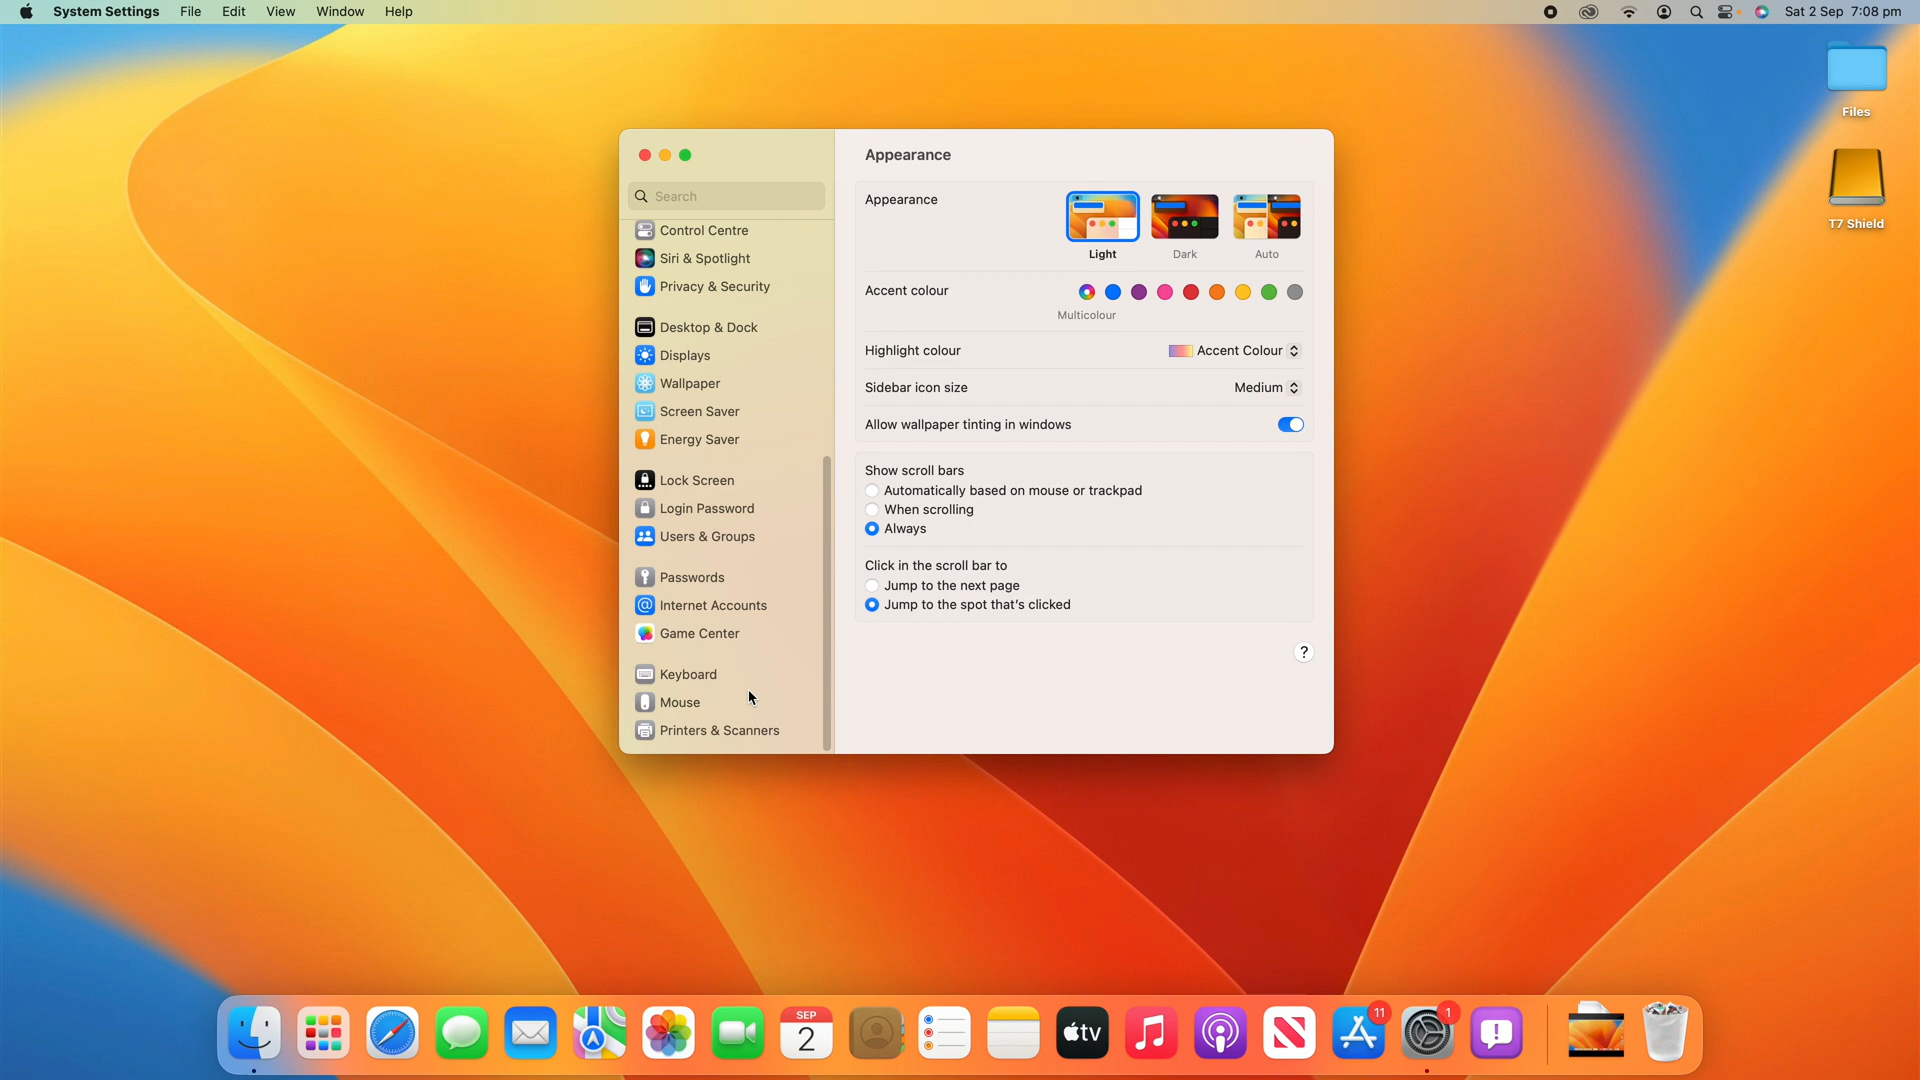 System Settings File Edit View Window Help Sat 2 Sep 7:08 pm
Files
T7 Shield
Search
Control Centre
Siri & Spotlight
Privacy & Security
Desktop & Dock
Displays
Wallpaper
Screen Saver
Energy Saver
Lock Screen
Login Password
Users & Groups
Passwords
Internet Accounts
Game Center
Keyboard
Mouse
Printers & Scanners
Appearance
Appearance
Light Dark Auto
Accent colour
Multicolour
Highlight colour Accent Colour
Sidebar icon size Medium
Allow wallpaper tinting in windows
Show scroll bars
Automatically based on mouse or trackpad
When scrolling
Always
Click in the scroll bar to
Jump to the next page
Jump to the spot that's clicked
?
SEP
2
tv
11
1